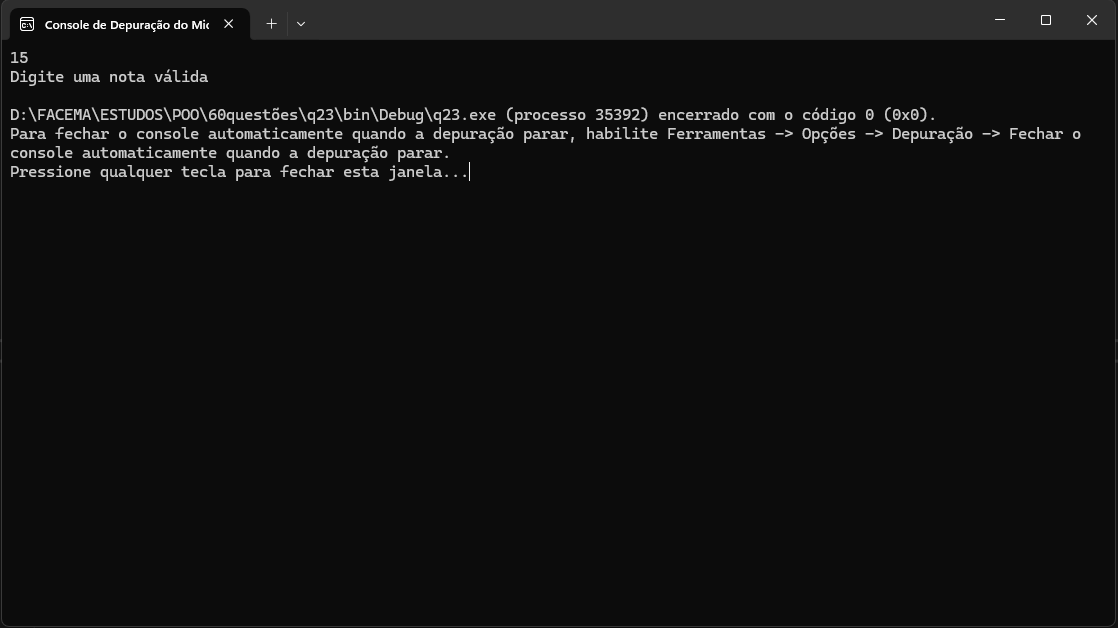 Console de Depuração do Mic
15
Digite uma nota válida
D:\FACEMA\ESTUDOS\POO\60questões\q23\bin\Debug\q23.exe (processo 35392) encerrado com o código 0 (0x0).
Para fechar o console automaticamente quando a depuração parar, habilite Ferramentas -> Opções -> Depuração -> Fechar o
console automaticamente quando a depuração parar.
Pressione qualquer tecla para fechar esta janela...